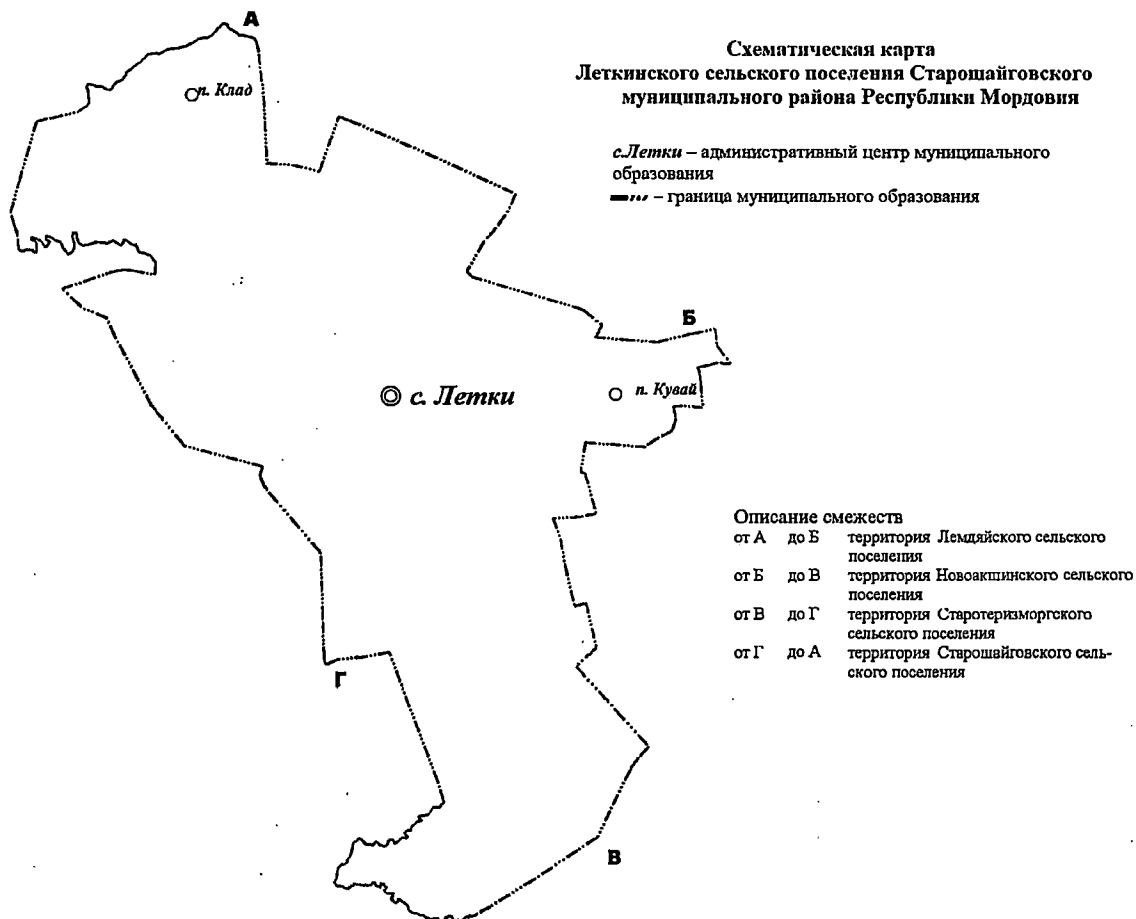 А
п. Клад
Схематическая карта
Леткинского сельского поселения Старошайговского
муниципального района Республики Мордовия
с.Летки – административный центр муниципального
образования
– граница муниципального образования
Б
с. Летки
п. Кувай
Описание смежеств
от А до Б территория Лемдяйского сельского
поселения
от Б до В территория Новоакшинского сельского
поселения
от В до Г территория Старотеризморгского
сельского поселения
от Г до А территория Старошайговского сель-
ского поселения
Г
В